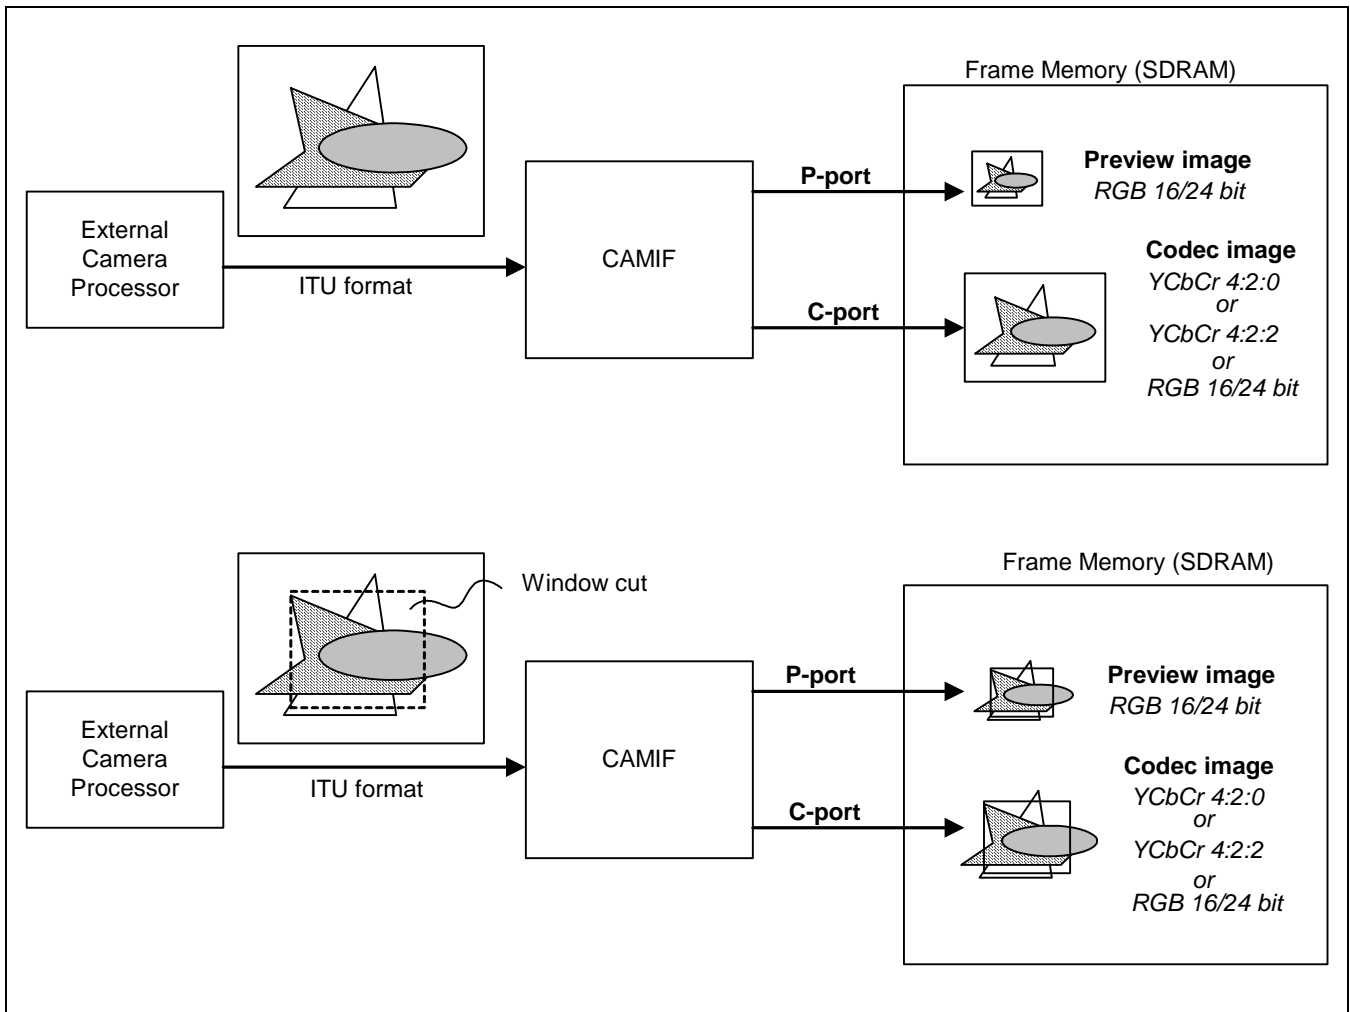 Frame Memory (SDRAM)
External
Camera
Processor
ITU format
CAMIF
P-port
C-port
Preview image
RGB 16/24 bit
Codec image
YCbCr 4:2:0
or
YCbCr 4:2:2
or
RGB 16/24 bit
Frame Memory (SDRAM)
Window cut
External
Camera
Processor
ITU format
CAMIF
P-port
C-port
Preview image
RGB 16/24 bit
Codec image
YCbCr 4:2:0
or
YCbCr 4:2:2
or
RGB 16/24 bit